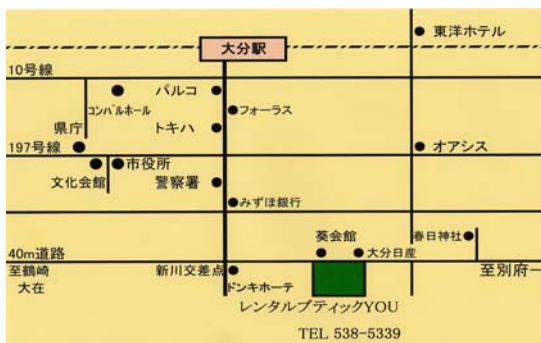 東洋ホテル
大分駅
10号線
パルコ
コンパルホール
フォーラス
県庁
トキハ
197号線
オアシス
市役所
文化会館
警察署
みずほ銀行
葵会館
春日神社
40m道路
大分日産
至鶴崎
大在
新川交差点
至別府
ドンキホーテ
レンタルブティックYOU
TEL 538-5339